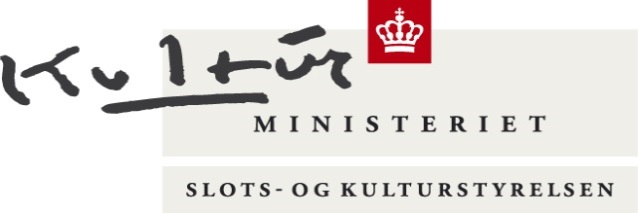 Kultur
MINISTERIET
SLOTS- OG KULTURSTYRELSEN